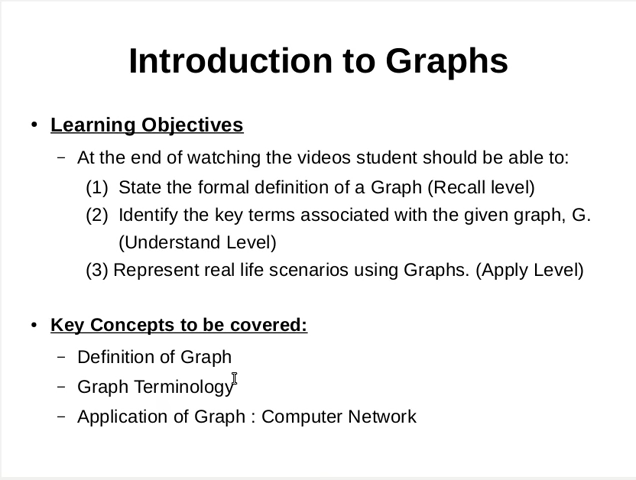 Introduction to Graphs
• Learning Objectives
– At the end of watching the videos student should be able to:
(1) State the formal definition of a Graph (Recall level)
(2) Identify the key terms associated with the given graph, G.
(Understand Level)
(3) Represent real life scenarios using Graphs. (Apply Level)
• Key Concepts to be covered:
– Definition of Graph
– Graph Terminology
– Application of Graph : Computer Network